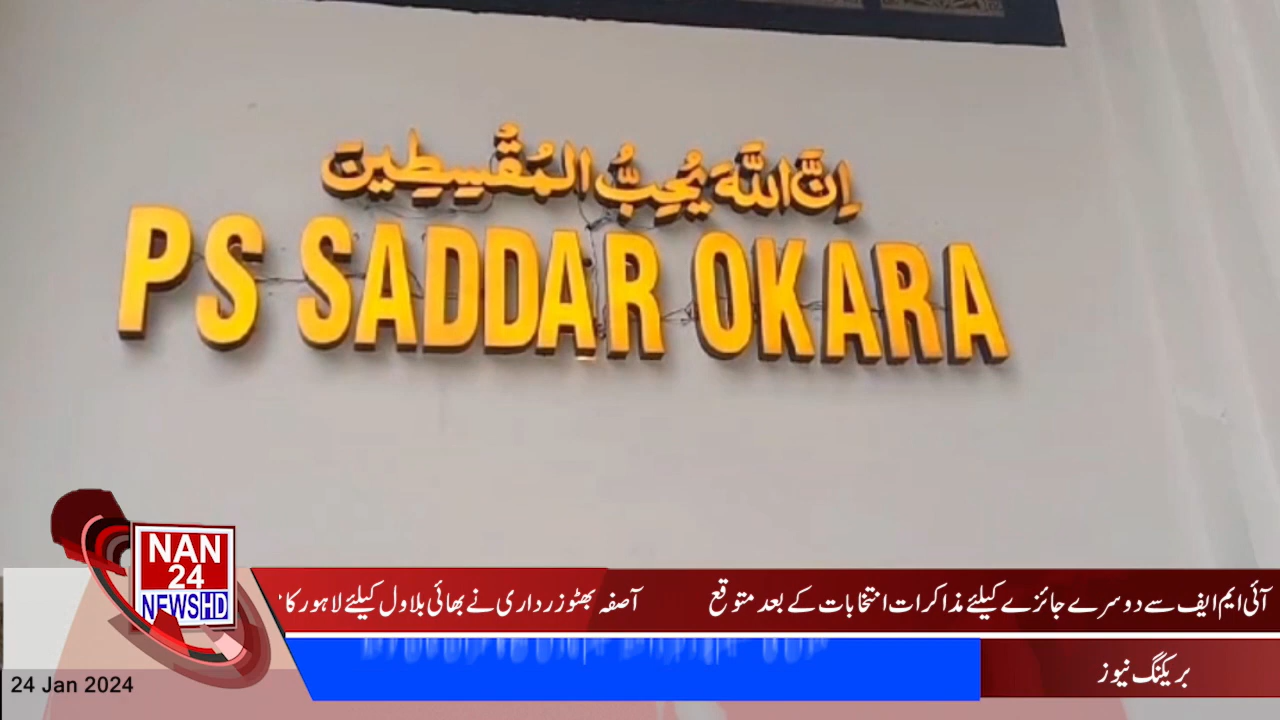 اِنَّ اللّٰهَ يُحِبُّ المُقْسِطِينَ
PS SADDAR OKARA
NAN
24
NEWSHD
آئی ایم ایف سے دوسرے جائزے کیلئے مذاکرات انتخابات کے بعد متوقع
آصفہ بھٹو زرداری نے بھائی بلاول کیلئے لاہور کا
بریکنگ نیوز
24 Jan 2024